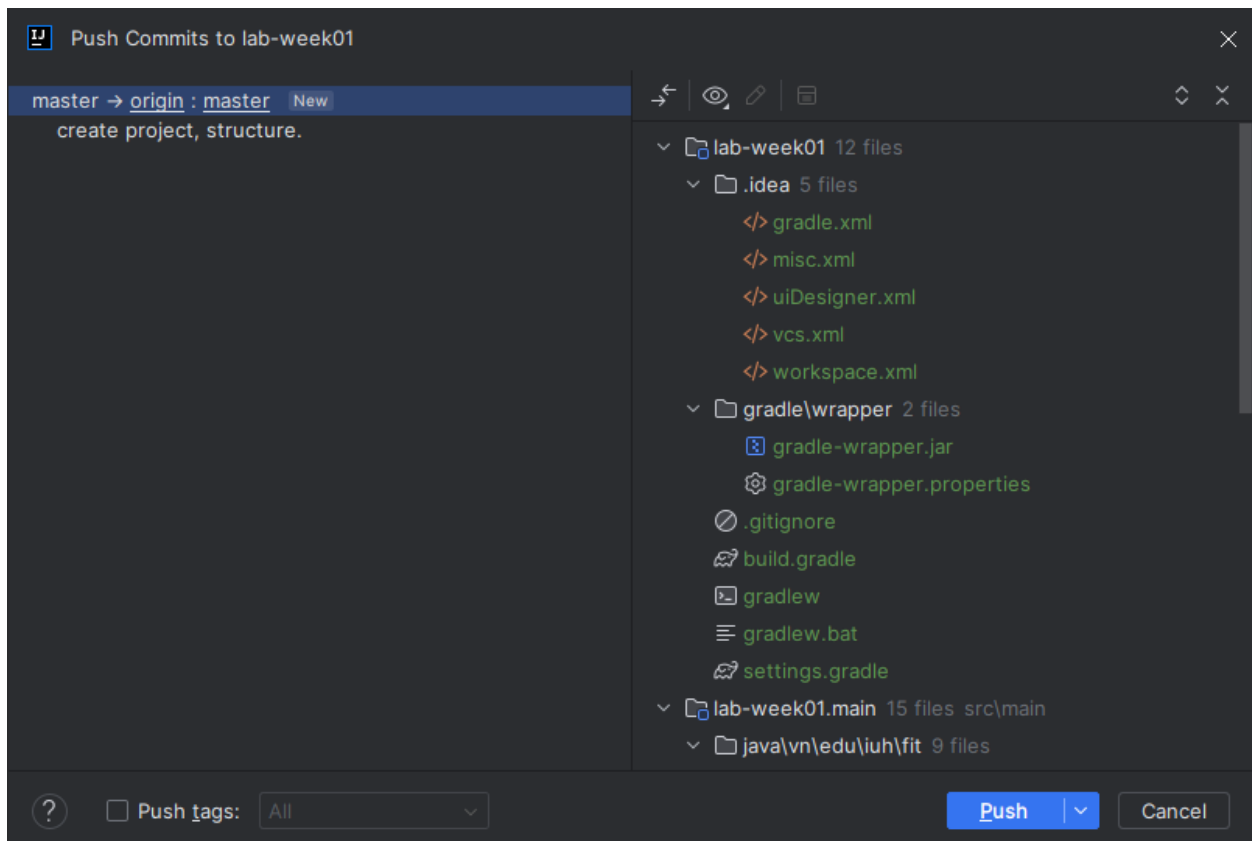 Push Commits to lab-week01
master → origin : master New
create project, structure.
lab-week01 12 files
.idea 5 files
gradle.xml
misc.xml
uiDesigner.xml
vcs.xml
workspace.xml
gradle\wrapper 2 files
gradle-wrapper.jar
gradle-wrapper.properties
.gitignore
build.gradle
gradlew
gradlew.bat
settings.gradle
lab-week01.main 15 files src\main
java\vn\edu\iuh\fit 9 files
? Push tags: All Push Cancel